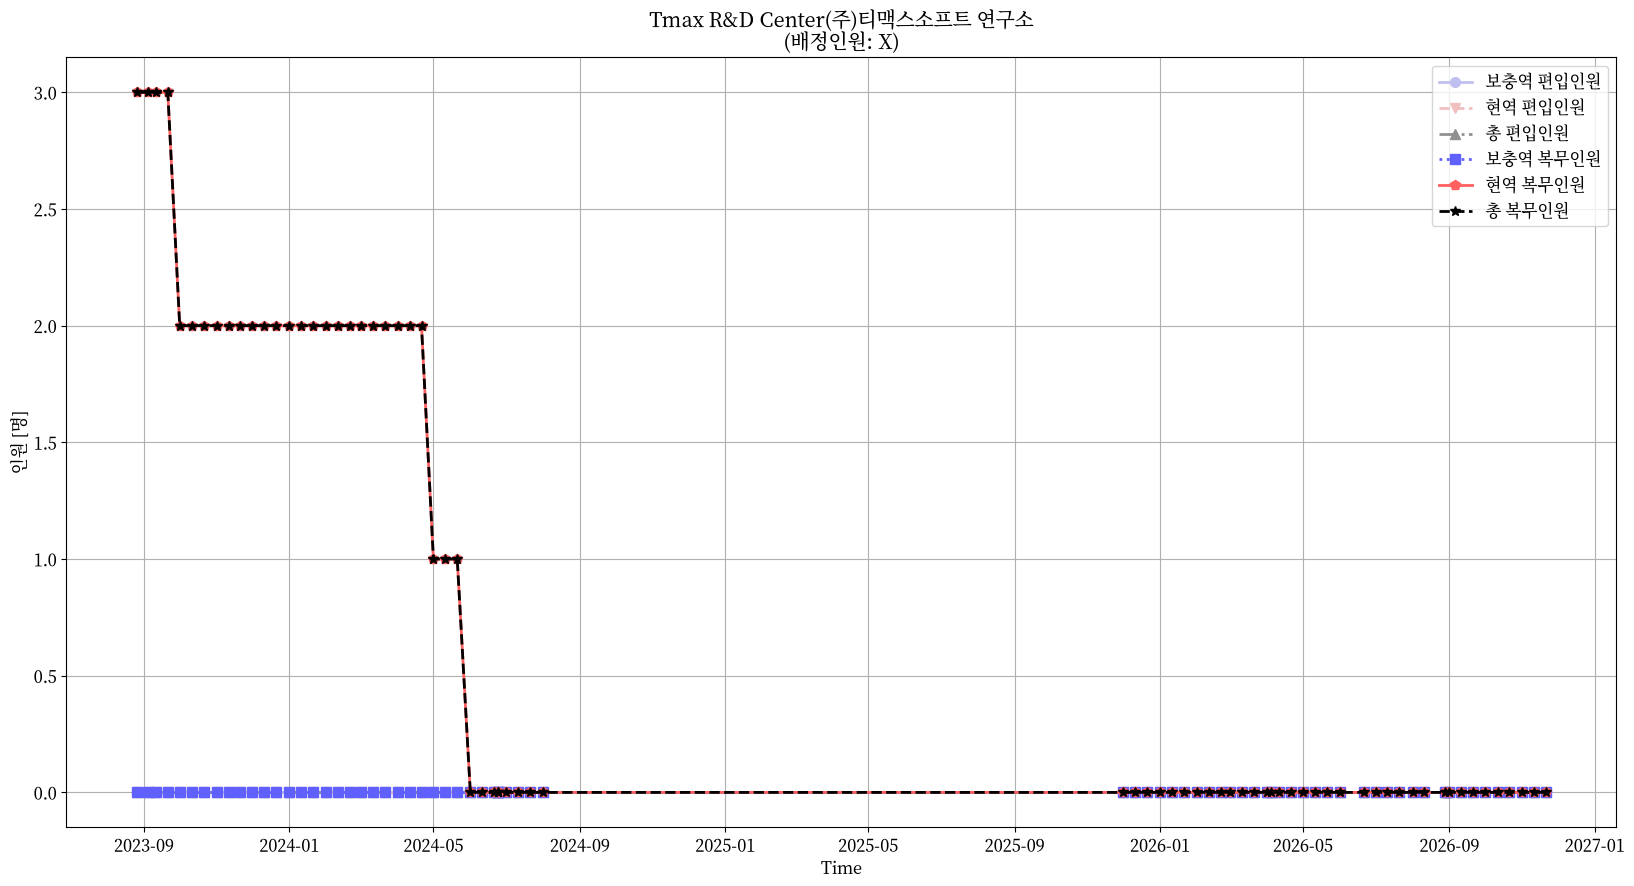 Tmax R&D Center(주)티맥스소프트 연구소
(배정인원: X)
보충역 편입인원
현역 편입인원
총 편입인원
보충역 복무인원
현역 복무인원
총 복무인원
인원 [명]
3.0
2.5
2.0
1.5
1.0
0.5
0.0
2023-09
2024-01
2024-05
2024-09
2025-01
2025-05
2025-09
2026-01
2026-05
2026-09
2027-01
Time